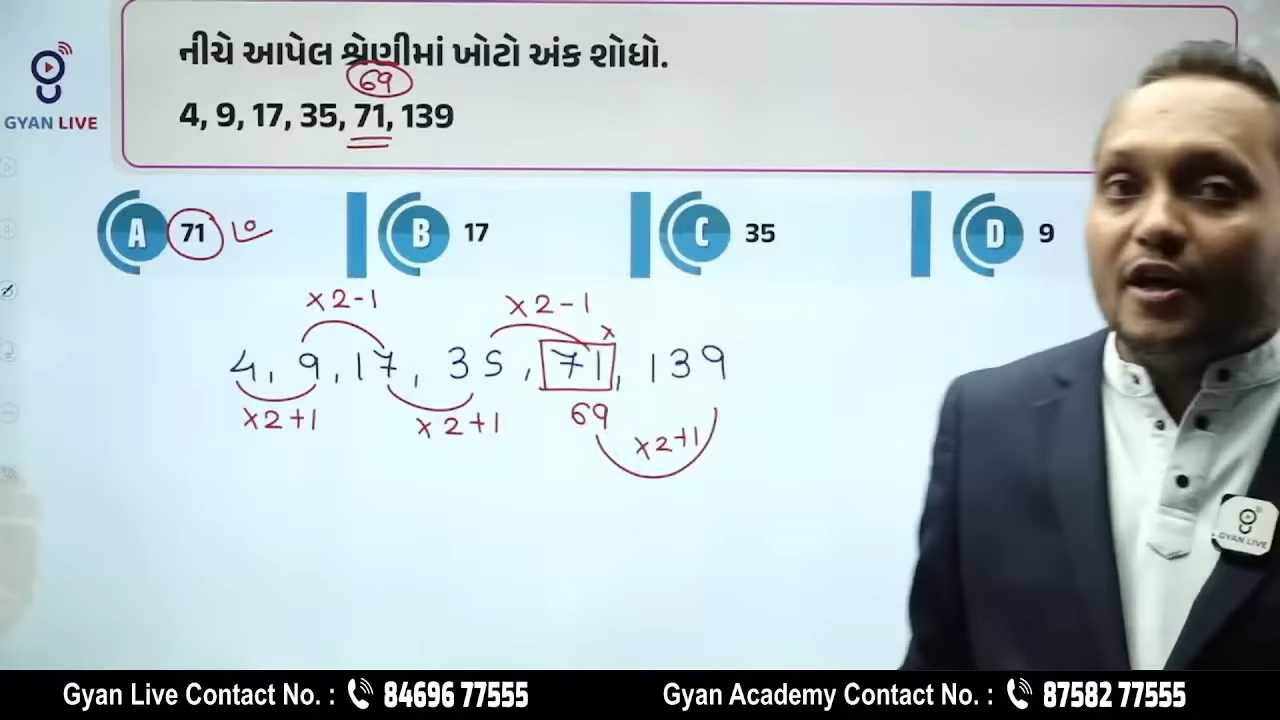 નીચે આપેલ શ્રેણીમાં ખોટો અંક શોધો.
69
4, 9, 17, 35, 71, 139
GYAN LIVE
A 71
B 17
C 35
D 9
×2-1 ×2-1
×
4, 9, 17, 35, 71, 139
×2+1 ×2+1 69 ×2+1
GYAN LIVE
Gyan Live Contact No. : 84696 77555 Gyan Academy Contact No. : 87582 77555